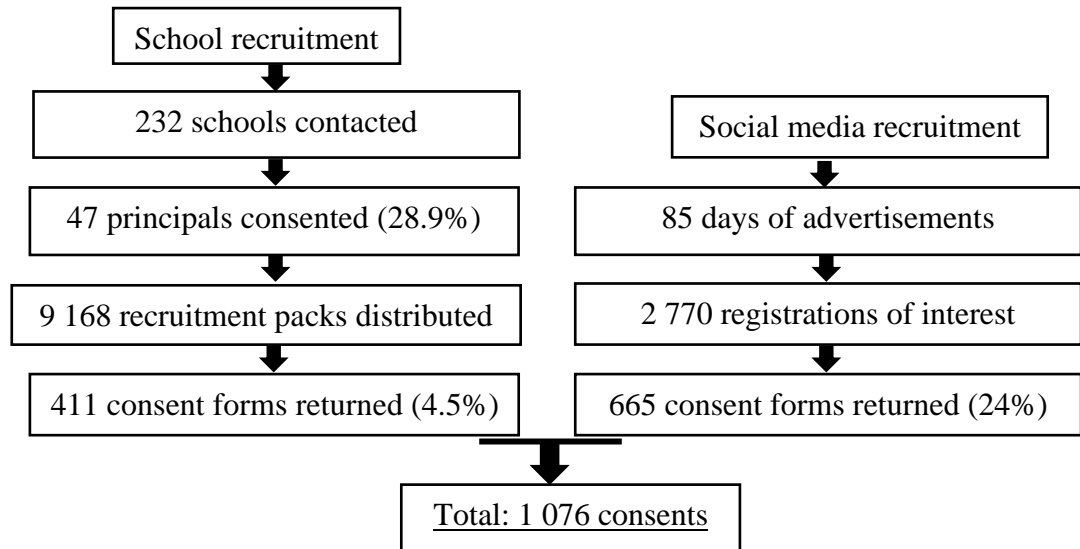 School recruitment
232 schools contacted
47 principals consented (28.9%)
9 168 recruitment packs distributed
411 consent forms returned (4.5%)
Social media recruitment
85 days of advertisements
2 770 registrations of interest
665 consent forms returned (24%)
Total: 1 076 consents